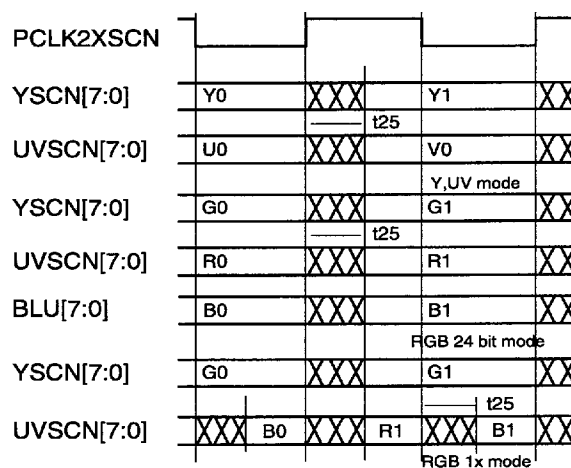 PCLK2XSCN
YSCN[7:0] Y0 Y1
t25
UVSCN[7:0] U0 V0
Y,UV mode
YSCN[7:0] G0 G1
t25
UVSCN[7:0] R0 R1
BLU[7:0] B0 B1
RGB 24 bit mode
YSCN[7:0] G0 G1
t25
UVSCN[7:0] B0 R1 B1
RGB 1x mode